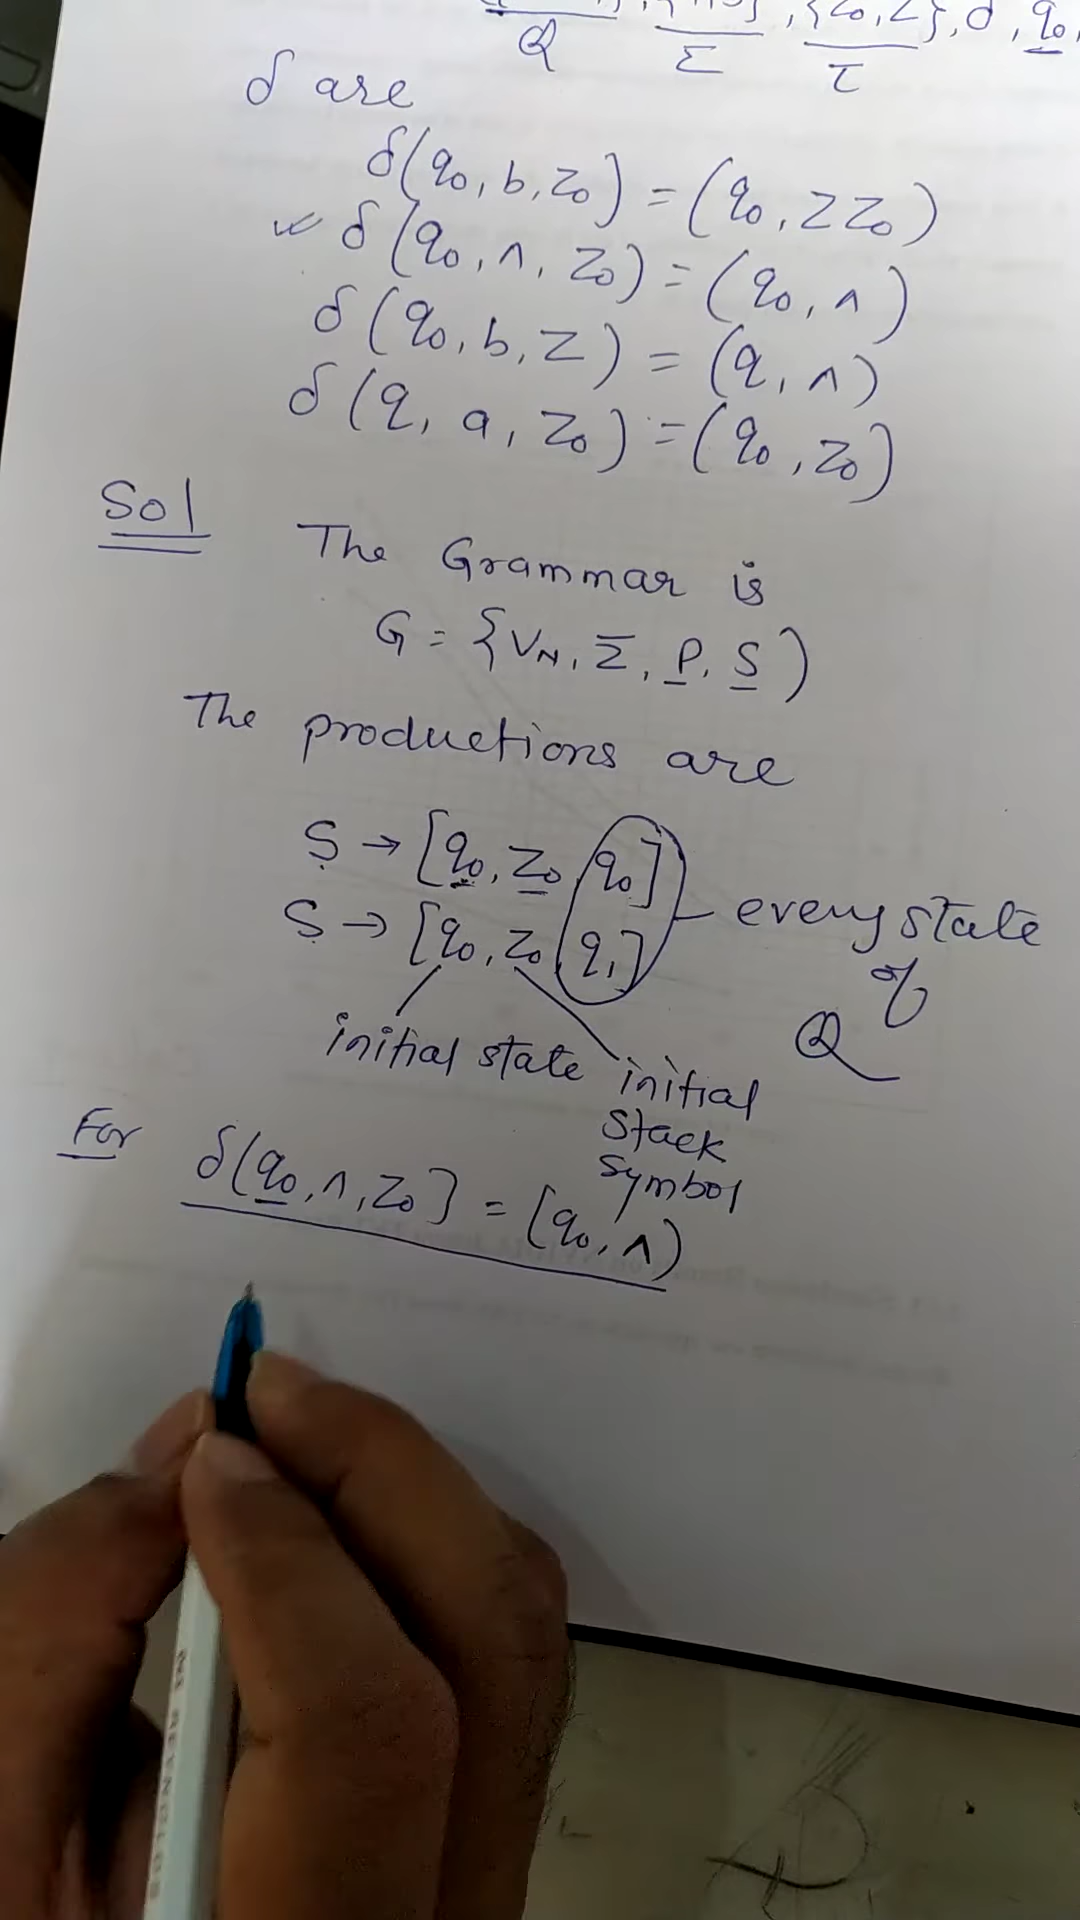 }, {a,b}, {z₀,z}, δ, q₀,
Q Σ τ
δ are
δ(q₀, b, z₀) = (q₀, zz₀)
δ(q₀, ʌ, z₀) = (q₀, ʌ)
δ(q₀, b, z) = (q, ʌ)
δ(q, a, z₀) = (q₀, z₀)
Sol The Grammar is
G = {V_N, Σ, P, S)
The productions are
S → [q₀, z₀ q₀]
S → [q₀, z₀ q₁]
every state
of
Q
initial state
initial
stack
symbol
For δ(q₀, ʌ, z₀] = [q₀, ʌ)